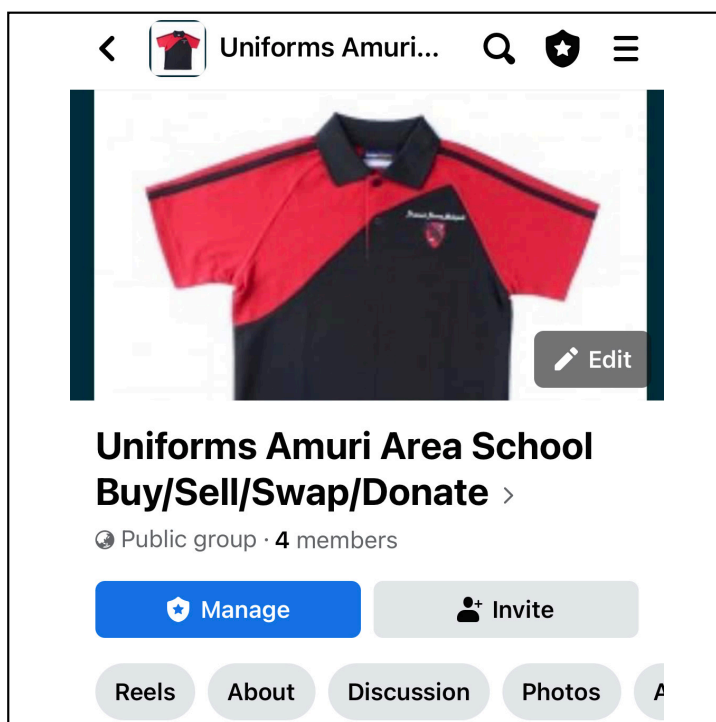 Uniforms Amuri...
Edit
Uniforms Amuri Area School
Buy/Sell/Swap/Donate >
Public group · 4 members
Manage
Invite
Reels About Discussion Photos A